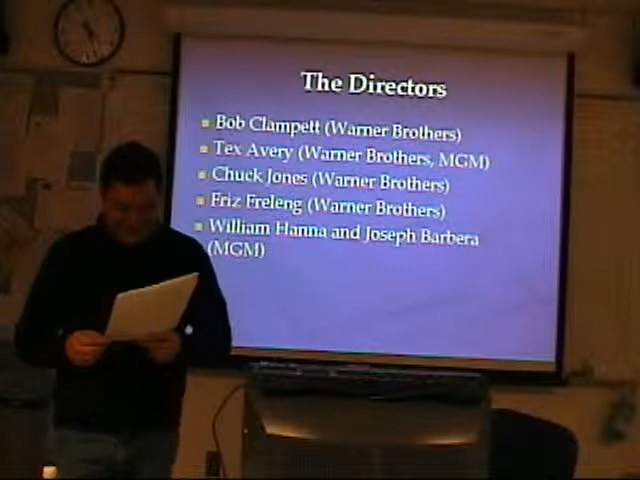 The Directors
Bob Clampett (Warner Brothers)
Tex Avery (Warner Brothers, MGM)
Chuck Jones (Warner Brothers)
Friz Freleng (Warner Brothers)
William Hanna and Joseph Barbera
(MGM)